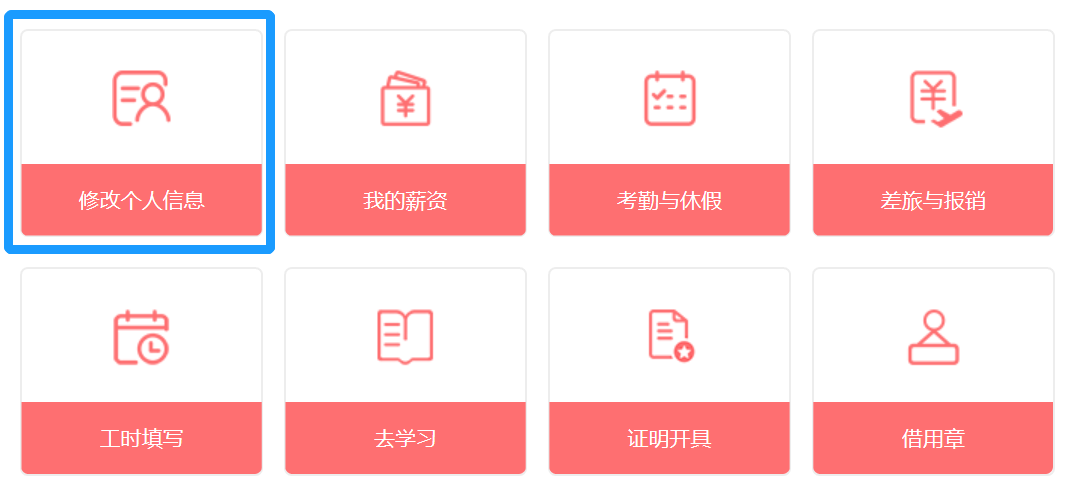 修改个人信息
我的薪资
考勤与休假
差旅与报销
工时填写
去学习
证明开具
借用章